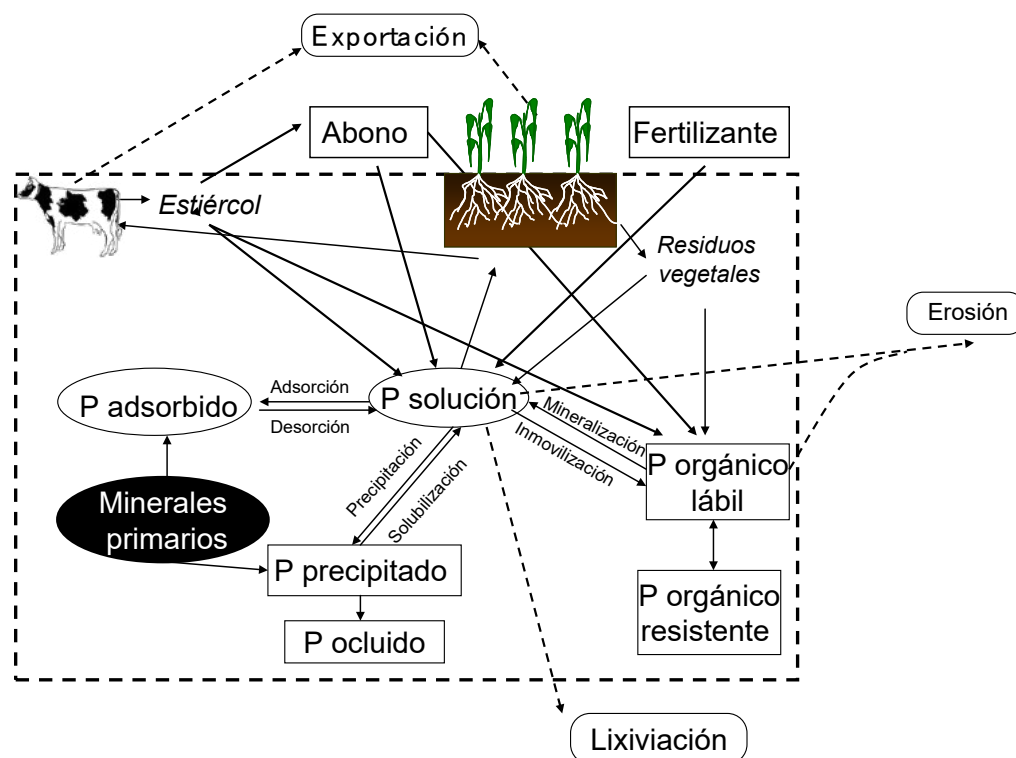 Exportación
Abono
Fertilizante
Estiércol
Residuos
vegetales
Erosión
Adsorción
P adsorbido
P solución
Desorción
Mineralización
Inmovilización
Precipitación
Solubilización
P orgánico
lábil
Minerales
primarios
P precipitado
P orgánico
resistente
P ocluido
Lixiviación